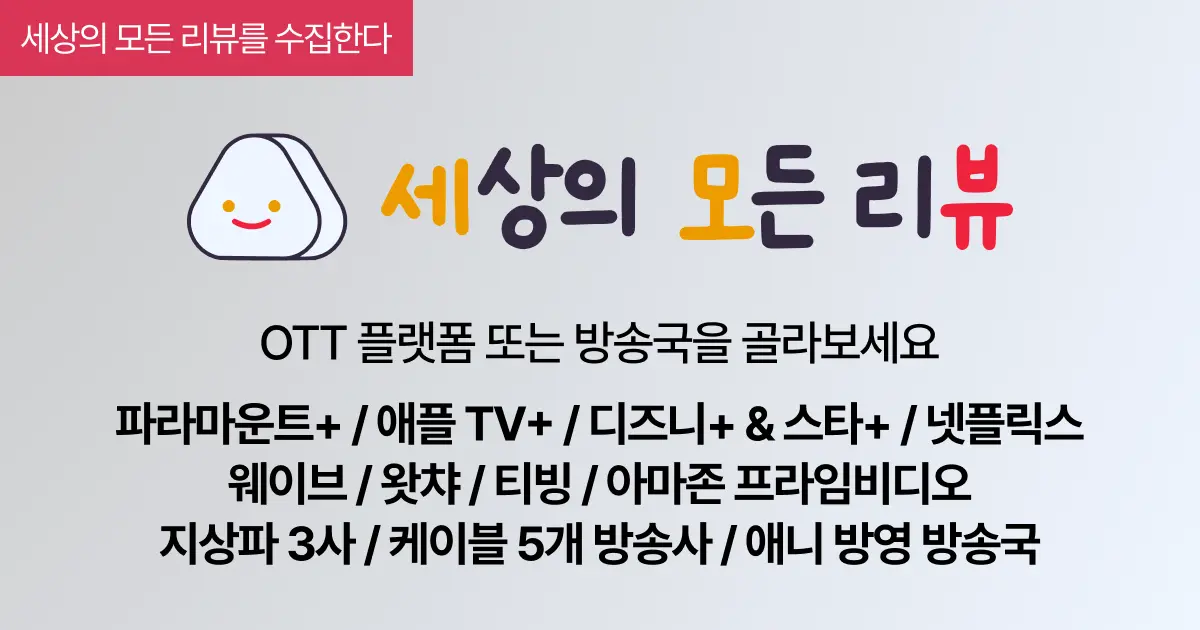 세상의 모든 리뷰를 수집한다
세상의 모든 리뷰
OTT 플랫폼 또는 방송국을 골라보세요
파라마운트+ / 애플 TV+ / 디즈니+ & 스타+ / 넷플릭스
웨이브 / 왓챠 / 티빙 / 아마존 프라임비디오
지상파 3사 / 케이블 5개 방송사 / 애니 방영 방송국